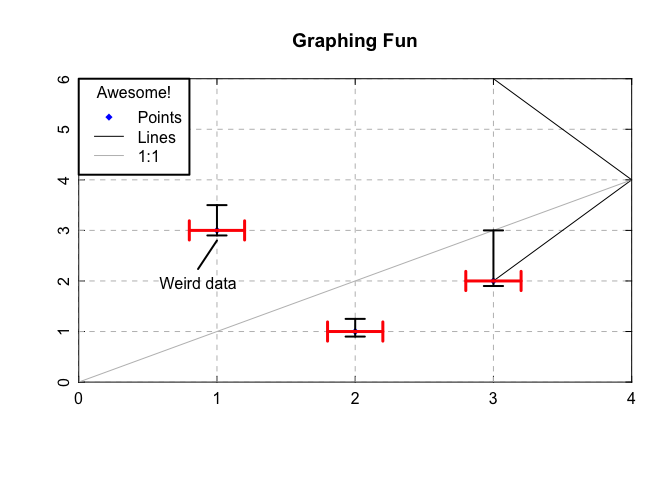 Graphing Fun
Awesome!
Points
Lines
1:1
Weird data
6
5
4
3
2
1
0
0 1 2 3 4